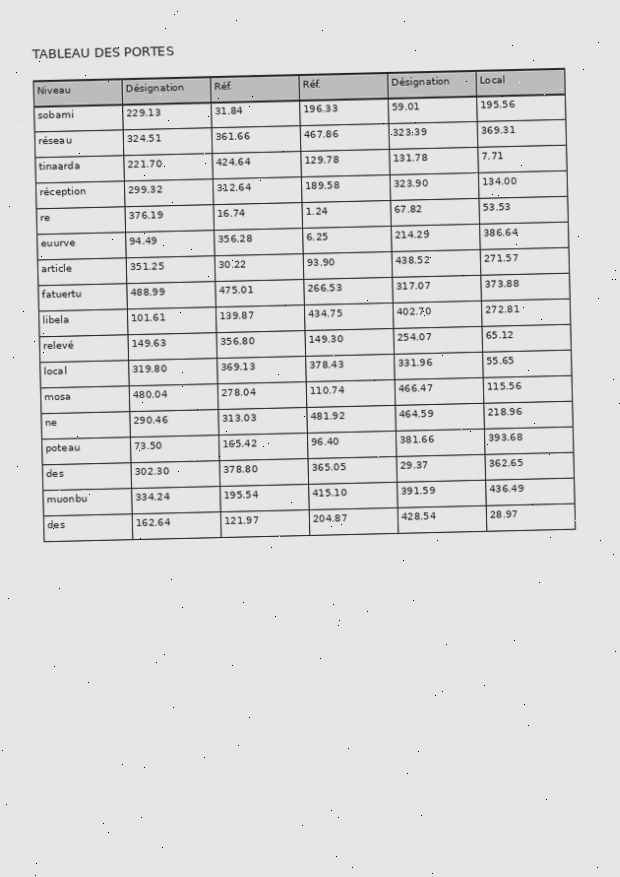 TABLEAU DES PORTES
Niveau Désignation Réf. Réf. Désignation Local
sobami 229.13 31.84 196.33 59.01 195.56
réseau 324.51 361.66 467.86 323.39 369.31
tinaarda 221.70 424.64 129.78 131.78 7.71
réception 299.32 312.64 189.58 323.90 134.00
re 376.19 16.74 1.24 67.82 53.53
euurve 94.49 356.28 6.25 214.29 386.64
article 351.25 30.22 93.90 438.52 271.57
fatuertu 488.99 475.01 266.53 317.07 373.88
libela 101.61 139.87 434.75 402.70 272.81
relevé 149.63 356.80 149.30 254.07 65.12
local 319.80 369.13 378.43 331.96 55.65
mosa 480.04 278.04 110.74 466.47 115.56
ne 290.46 313.03 481.92 464.59 218.96
poteau 73.50 165.42 96.40 381.66 393.68
des 302.30 378.80 365.05 29.37 362.65
muonbu 334.24 195.54 415.10 391.59 436.49
des 162.64 121.97 204.87 428.54 28.97